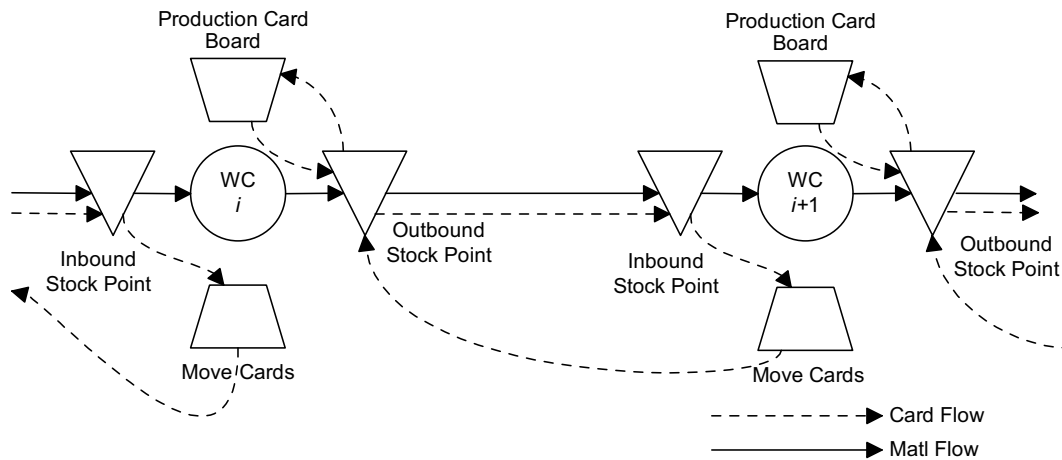 Production Card
Board
Production Card
Board
WC
i
WC
i+1
Inbound
Stock Point
Outbound
Stock Point
Inbound
Stock Point
Outbound
Stock Point
Move Cards
Move Cards
Card Flow
Matl Flow